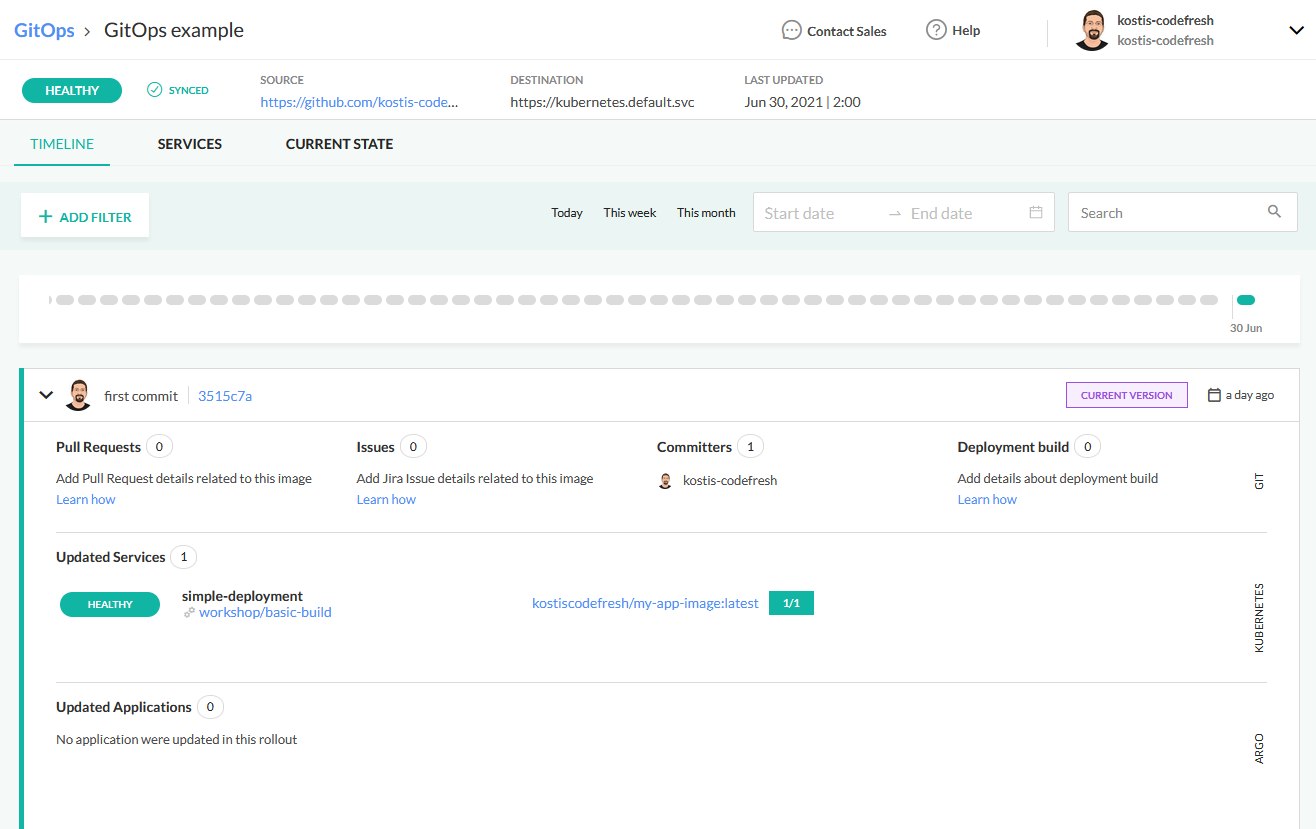 GitOps > GitOps example
Contact Sales
Help
kostis-codefresh
kostis-codefresh
HEALTHY
SYNCED
SOURCE
https://github.com/kostis-code...
DESTINATION
https://kubernetes.default.svc
LAST UPDATED
Jun 30, 2021 | 2:00
TIMELINE
SERVICES
CURRENT STATE
+ ADD FILTER
Today
This week
This month
Start date → End date
Search
30 Jun
first commit
3515c7a
CURRENT VERSION
a day ago
Pull Requests 0
Add Pull Request details related to this image
Learn how
Issues 0
Add Jira Issue details related to this image
Learn how
Committers 1
kostis-codefresh
Deployment build 0
Add details about deployment build
Learn how
GIT
Updated Services 1
HEALTHY
simple-deployment
workshop/basic-build
kostiscodefresh/my-app-image:latest
1/1
KUBERNETES
Updated Applications 0
No application were updated in this rollout
ARGO